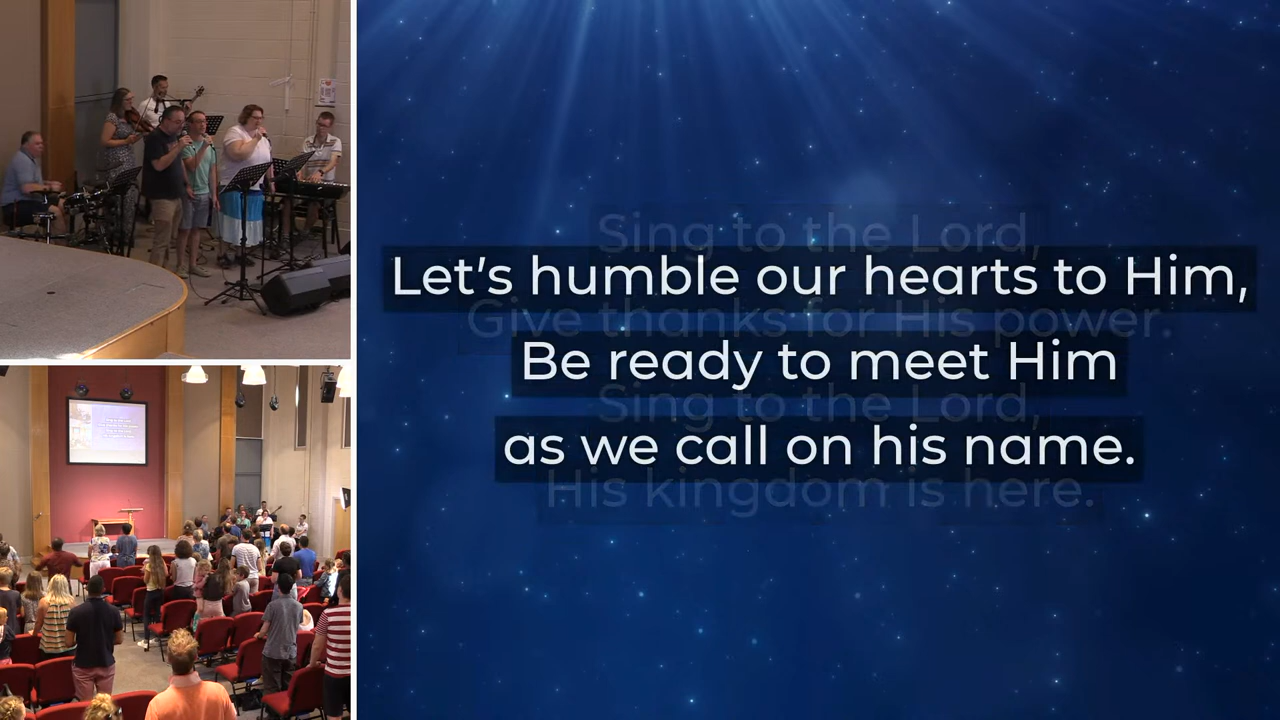 Sing to the Lord,
Let's humble our hearts to Him,
Give thanks for His power.
Be ready to meet Him
Sing to the Lord,
as we call on his name.
His kingdom is here.